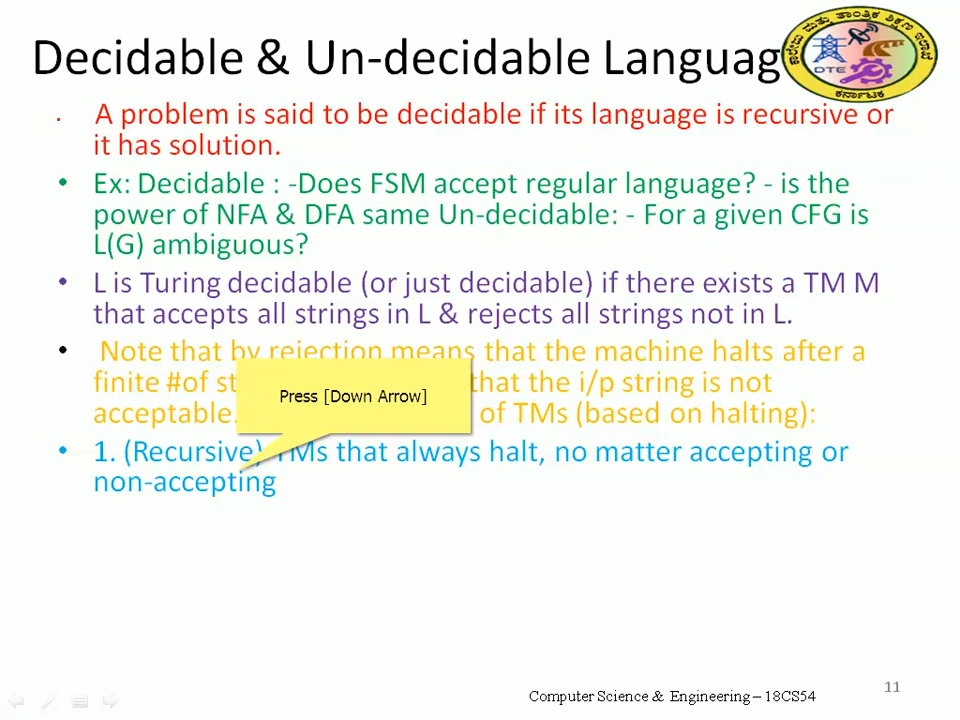 Decidable & Un-decidable Languag
DTE
A problem is said to be decidable if its language is recursive or
it has solution.
• Ex: Decidable : -Does FSM accept regular language? - is the
power of NFA & DFA same Un-decidable: - For a given CFG is
L(G) ambiguous?
• L is Turing decidable (or just decidable) if there exists a TM M
that accepts all strings in L & rejects all strings not in L.
• Note that by rejection means that the machine halts after a
finite #of that the i/p string is not
Press [Down Arrow]
acceptable. of TMs (based on halting):
• 1. (Recursive) TMs that always halt, no matter accepting or
non-accepting
Computer Science & Engineering – 18CS54
11